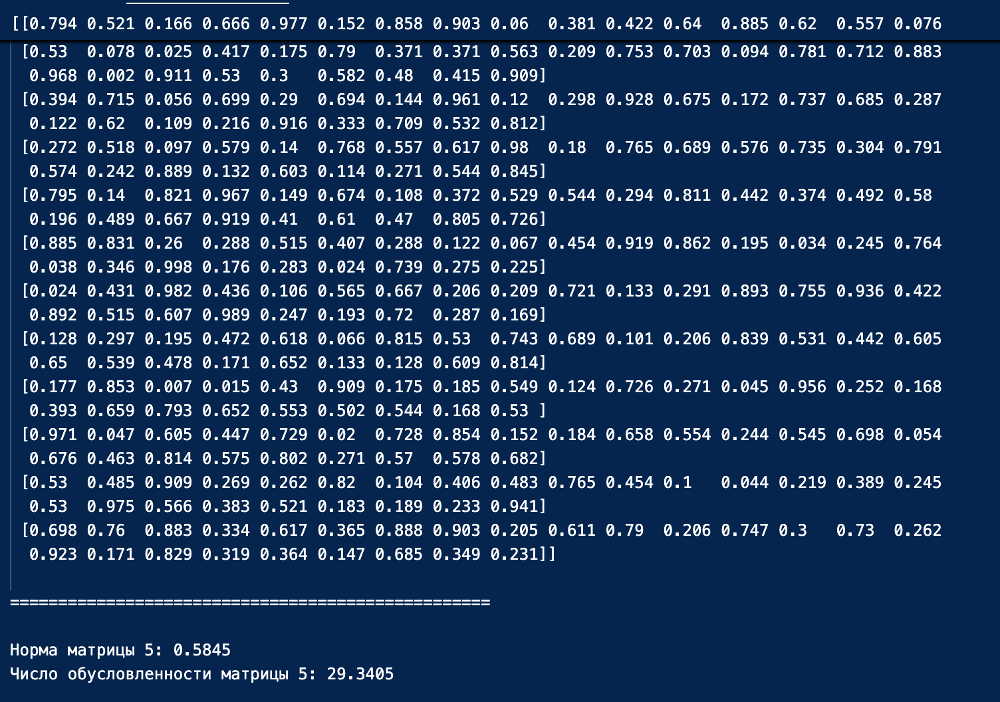 [[0.794 0.521 0.166 0.666 0.977 0.152 0.858 0.903 0.06  0.381 0.422 0.64  0.885 0.62  0.557 0.076
[0.53  0.078 0.025 0.417 0.175 0.79  0.371 0.371 0.563 0.209 0.753 0.703 0.094 0.781 0.712 0.883
0.968 0.002 0.911 0.53  0.3   0.582 0.48  0.415 0.909]
[0.394 0.715 0.056 0.699 0.29  0.694 0.144 0.961 0.12  0.298 0.928 0.675 0.172 0.737 0.685 0.287
0.122 0.62  0.109 0.216 0.916 0.333 0.709 0.532 0.812]
[0.272 0.518 0.097 0.579 0.14  0.768 0.557 0.617 0.98  0.18  0.765 0.689 0.576 0.735 0.304 0.791
0.574 0.242 0.889 0.132 0.603 0.114 0.271 0.544 0.845]
[0.795 0.14  0.821 0.967 0.149 0.674 0.108 0.372 0.529 0.544 0.294 0.811 0.442 0.374 0.492 0.58
0.196 0.489 0.667 0.919 0.41  0.61  0.47  0.805 0.726]
[0.885 0.831 0.26  0.288 0.515 0.407 0.288 0.122 0.067 0.454 0.919 0.862 0.195 0.034 0.245 0.764
0.038 0.346 0.998 0.176 0.283 0.024 0.739 0.275 0.225]
[0.024 0.431 0.982 0.436 0.106 0.565 0.667 0.206 0.209 0.721 0.133 0.291 0.893 0.755 0.936 0.422
0.892 0.515 0.607 0.989 0.247 0.193 0.72  0.287 0.169]
[0.128 0.297 0.195 0.472 0.618 0.066 0.815 0.53  0.743 0.689 0.101 0.206 0.839 0.531 0.442 0.605
0.65  0.539 0.478 0.171 0.652 0.133 0.128 0.609 0.814]
[0.177 0.853 0.007 0.015 0.43  0.909 0.175 0.185 0.549 0.124 0.726 0.271 0.045 0.956 0.252 0.168
0.393 0.659 0.793 0.652 0.553 0.502 0.544 0.168 0.53 ]
[0.971 0.047 0.605 0.447 0.729 0.02  0.728 0.854 0.152 0.184 0.658 0.554 0.244 0.545 0.698 0.054
0.676 0.463 0.814 0.575 0.802 0.271 0.57  0.578 0.682]
[0.53  0.485 0.909 0.269 0.262 0.82  0.104 0.406 0.483 0.765 0.454 0.1   0.044 0.219 0.389 0.245
0.53  0.975 0.566 0.383 0.521 0.183 0.189 0.233 0.941]
[0.698 0.76  0.883 0.334 0.617 0.365 0.888 0.903 0.205 0.611 0.79  0.206 0.747 0.3   0.73  0.262
0.923 0.171 0.829 0.319 0.364 0.147 0.685 0.349 0.231]]
==================================================
Норма матрицы 5: 0.5845
Число обусловленности матрицы 5: 29.3405